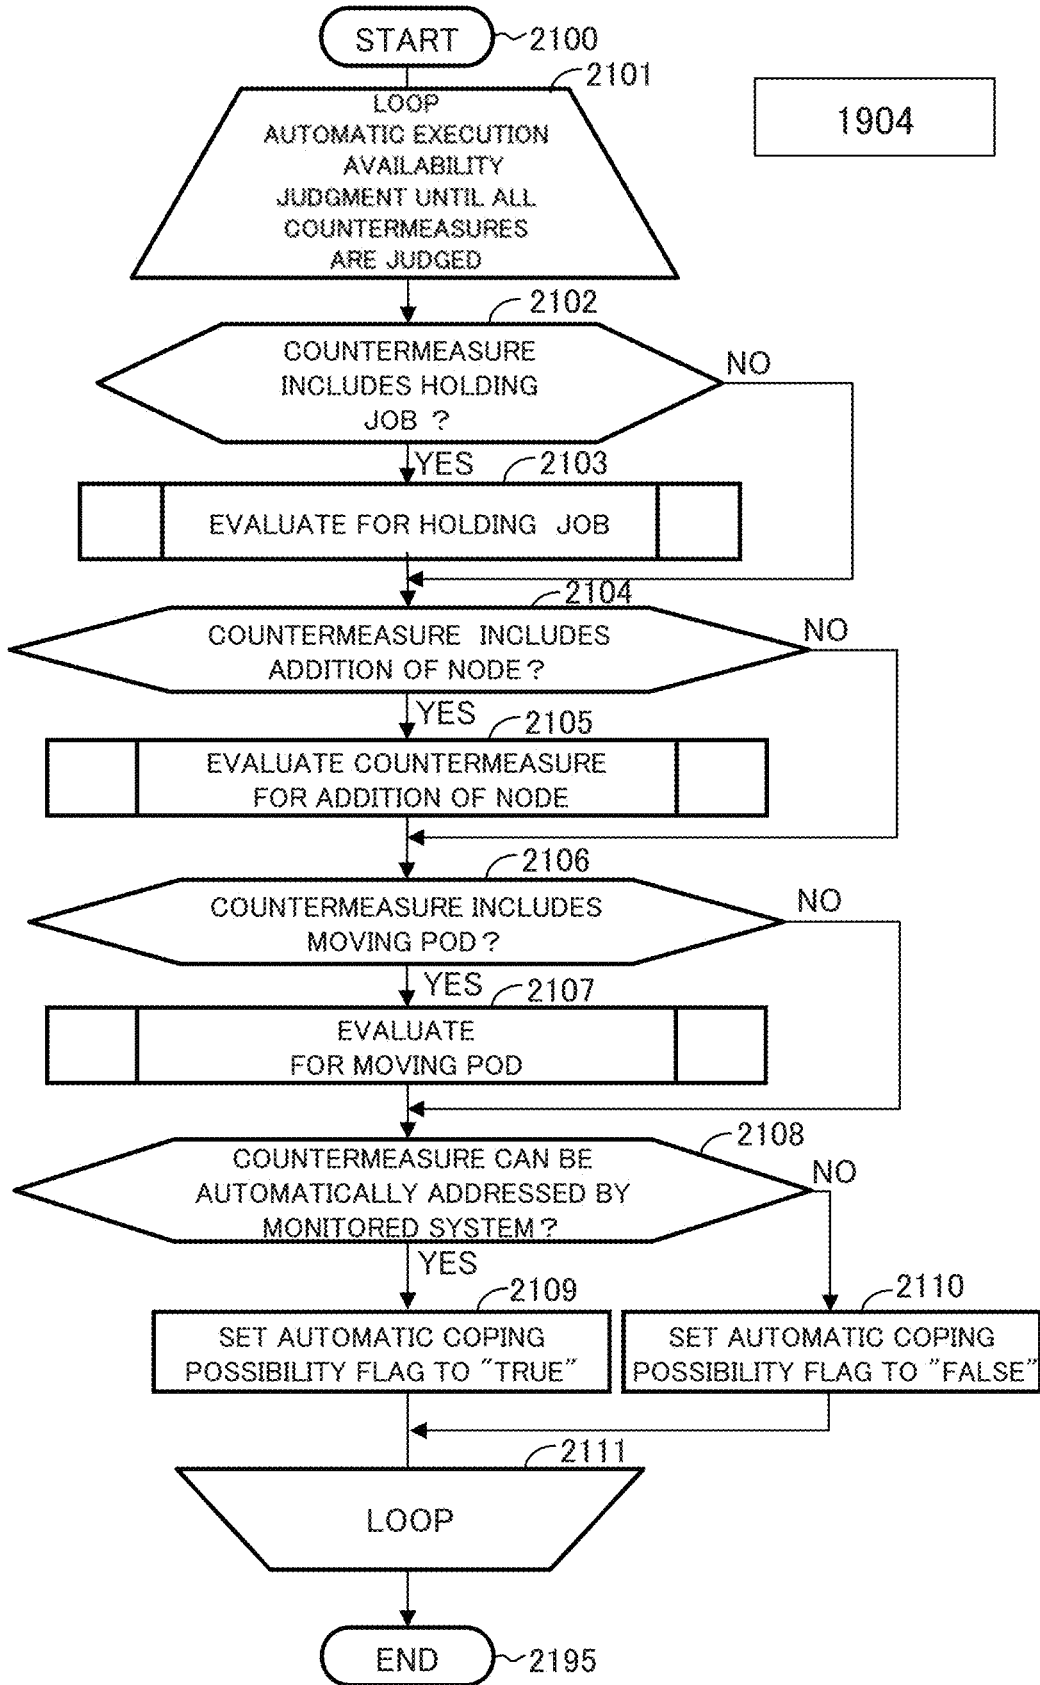 START
2100
2101
1904
LOOP
AUTOMATIC EXECUTION
AVAILABILITY
JUDGMENT UNTIL ALL
COUNTERMEASURES
ARE JUDGED
2102
COUNTERMEASURE
INCLUDES HOLDING
JOB ?
NO
YES
2103
EVALUATE FOR HOLDING JOB
2104
COUNTERMEASURE INCLUDES
ADDITION OF NODE?
NO
YES
2105
EVALUATE COUNTERMEASURE
FOR ADDITION OF NODE
2106
COUNTERMEASURE INCLUDES
MOVING POD?
NO
YES
2107
EVALUATE
FOR MOVING POD
2108
COUNTERMEASURE CAN BE
AUTOMATICALLY ADDRESSED BY
MONITORED SYSTEM?
NO
YES
2109
SET AUTOMATIC COPING
POSSIBILITY FLAG TO "TRUE"
2110
SET AUTOMATIC COPING
POSSIBILITY FLAG TO "FALSE"
2111
LOOP
END
2195